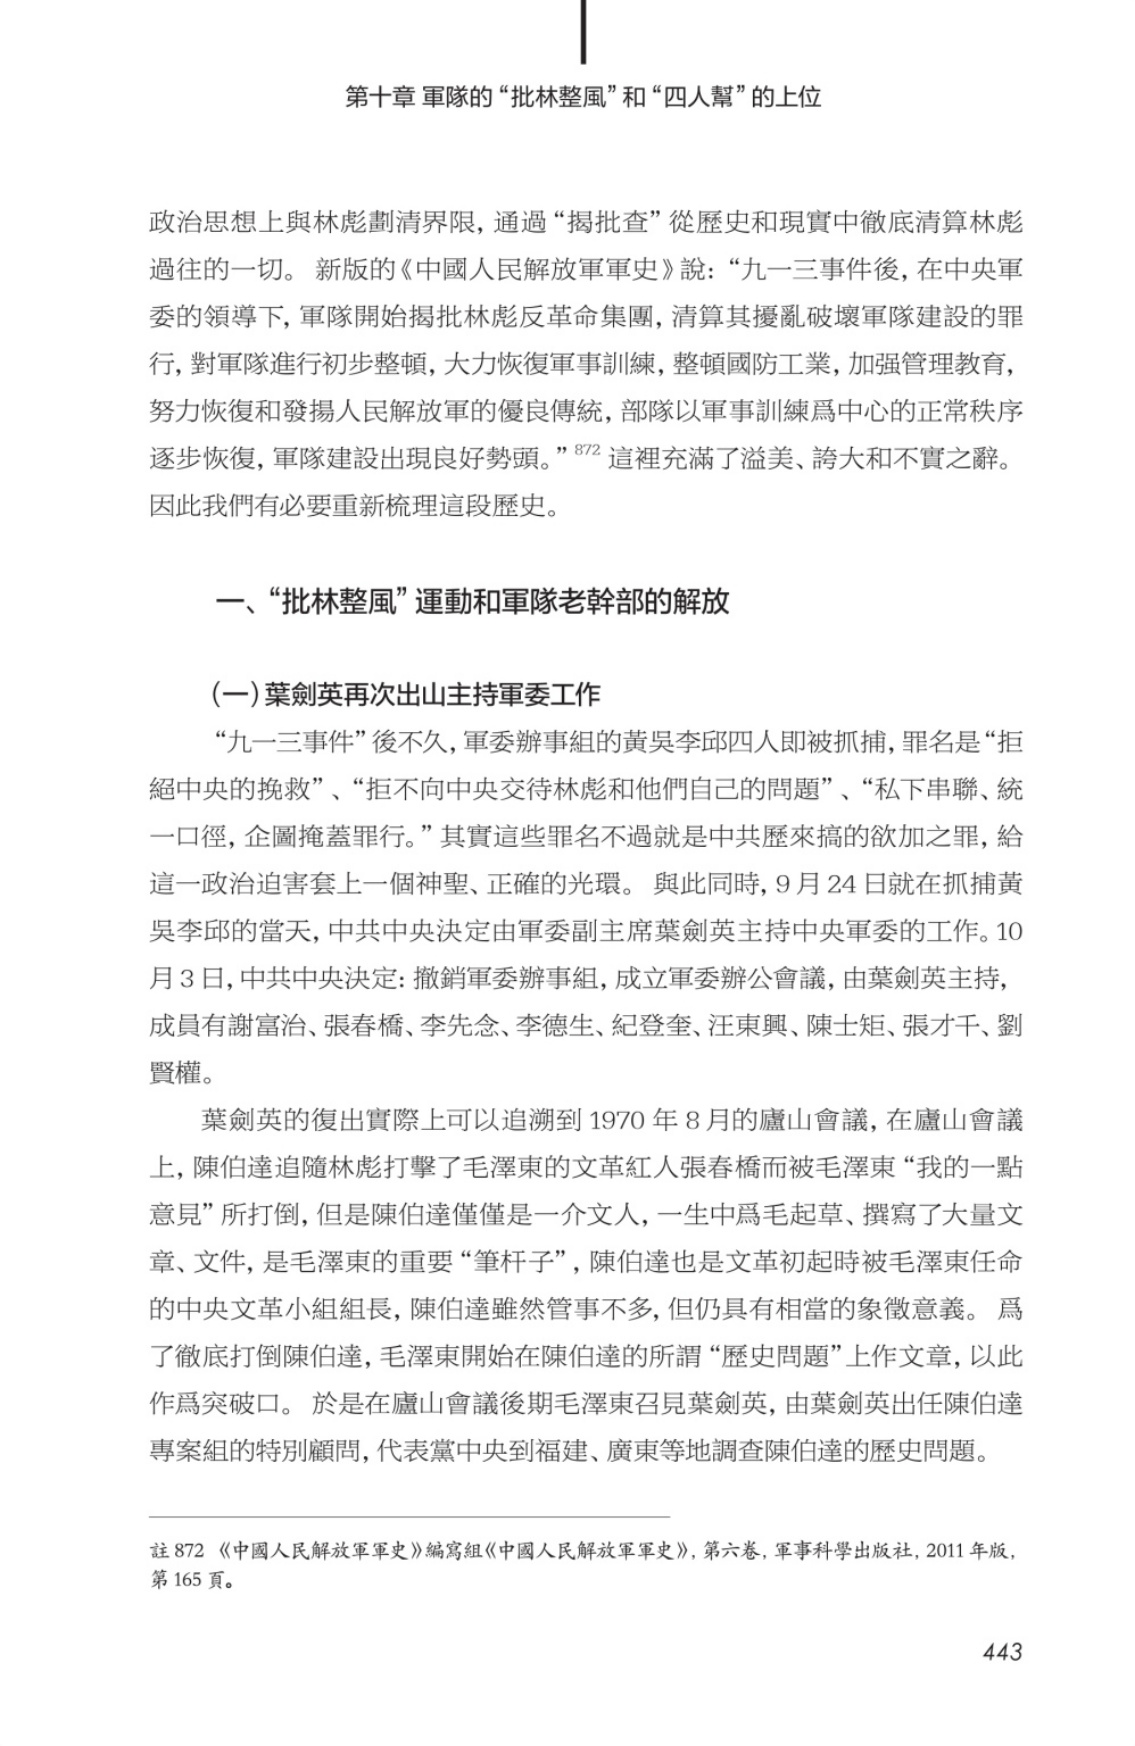 第十章 軍隊的 “批林整風” 和 “四人幫” 的上位
政治思想上與林彪劃清界限, 通過 “揭批查” 從歷史和現實中徹底清算林彪
過往的一切。 新版的《中國人民解放軍軍史》說: “九一三事件後, 在中央軍
委的領導下, 軍隊開始揭批林彪反革命集團, 清算其擾亂破壞軍隊建設的罪
行, 對軍隊進行初步整頓, 大力恢復軍事訓練, 整頓國防工業, 加强管理教育,
努力恢復和發揚人民解放軍的優良傳統, 部隊以軍事訓練爲中心的正常秩序
逐步恢復, 軍隊建設出現良好勢頭。” 872 這裡充滿了溢美、誇大和不實之辭。
因此我們有必要重新梳理這段歷史。
一、“批林整風” 運動和軍隊老幹部的解放
(一) 葉劍英再次出山主持軍委工作
“九一三事件” 後不久, 軍委辦事組的黃吳李邱四人即被抓捕, 罪名是 “拒
絕中央的挽救” 、“拒不向中央交待林彪和他們自己的問題” 、“私下串聯、統
一口徑, 企圖掩蓋罪行。” 其實這些罪名不過就是中共歷來搞的欲加之罪, 給
這一政治迫害套上一個神聖、正確的光環。 與此同時, 9 月 24 日就在抓捕黃
吳李邱的當天, 中共中央決定由軍委副主席葉劍英主持中央軍委的工作。10
月 3 日, 中共中央決定: 撤銷軍委辦事組, 成立軍委辦公會議, 由葉劍英主持,
成員有謝富治、張春橋、李先念、李德生、紀登奎、汪東興、陳士榘、張才千、劉
賢權。
葉劍英的復出實際上可以追溯到 1970 年 8 月的廬山會議, 在廬山會議
上, 陳伯達追隨林彪打擊了毛澤東的文革紅人張春橋而被毛澤東 “我的一點
意見” 所打倒, 但是陳伯達僅僅是一介文人, 一生中爲毛起草、撰寫了大量文
章、文件, 是毛澤東的重要 “筆杆子” , 陳伯達也是文革初起時被毛澤東任命
的中央文革小組組長, 陳伯達雖然管事不多, 但仍具有相當的象徵意義。 爲
了徹底打倒陳伯達, 毛澤東開始在陳伯達的所謂 “歷史問題” 上作文章, 以此
作爲突破口。 於是在廬山會議後期毛澤東召見葉劍英, 由葉劍英出任陳伯達
專案組的特別顧問, 代表黨中央到福建、廣東等地調查陳伯達的歷史問題。
註 872 《中國人民解放軍軍史》編寫組《中國人民解放軍軍史》, 第六卷, 軍事科學出版社, 2011 年版,
第 165 頁。
443